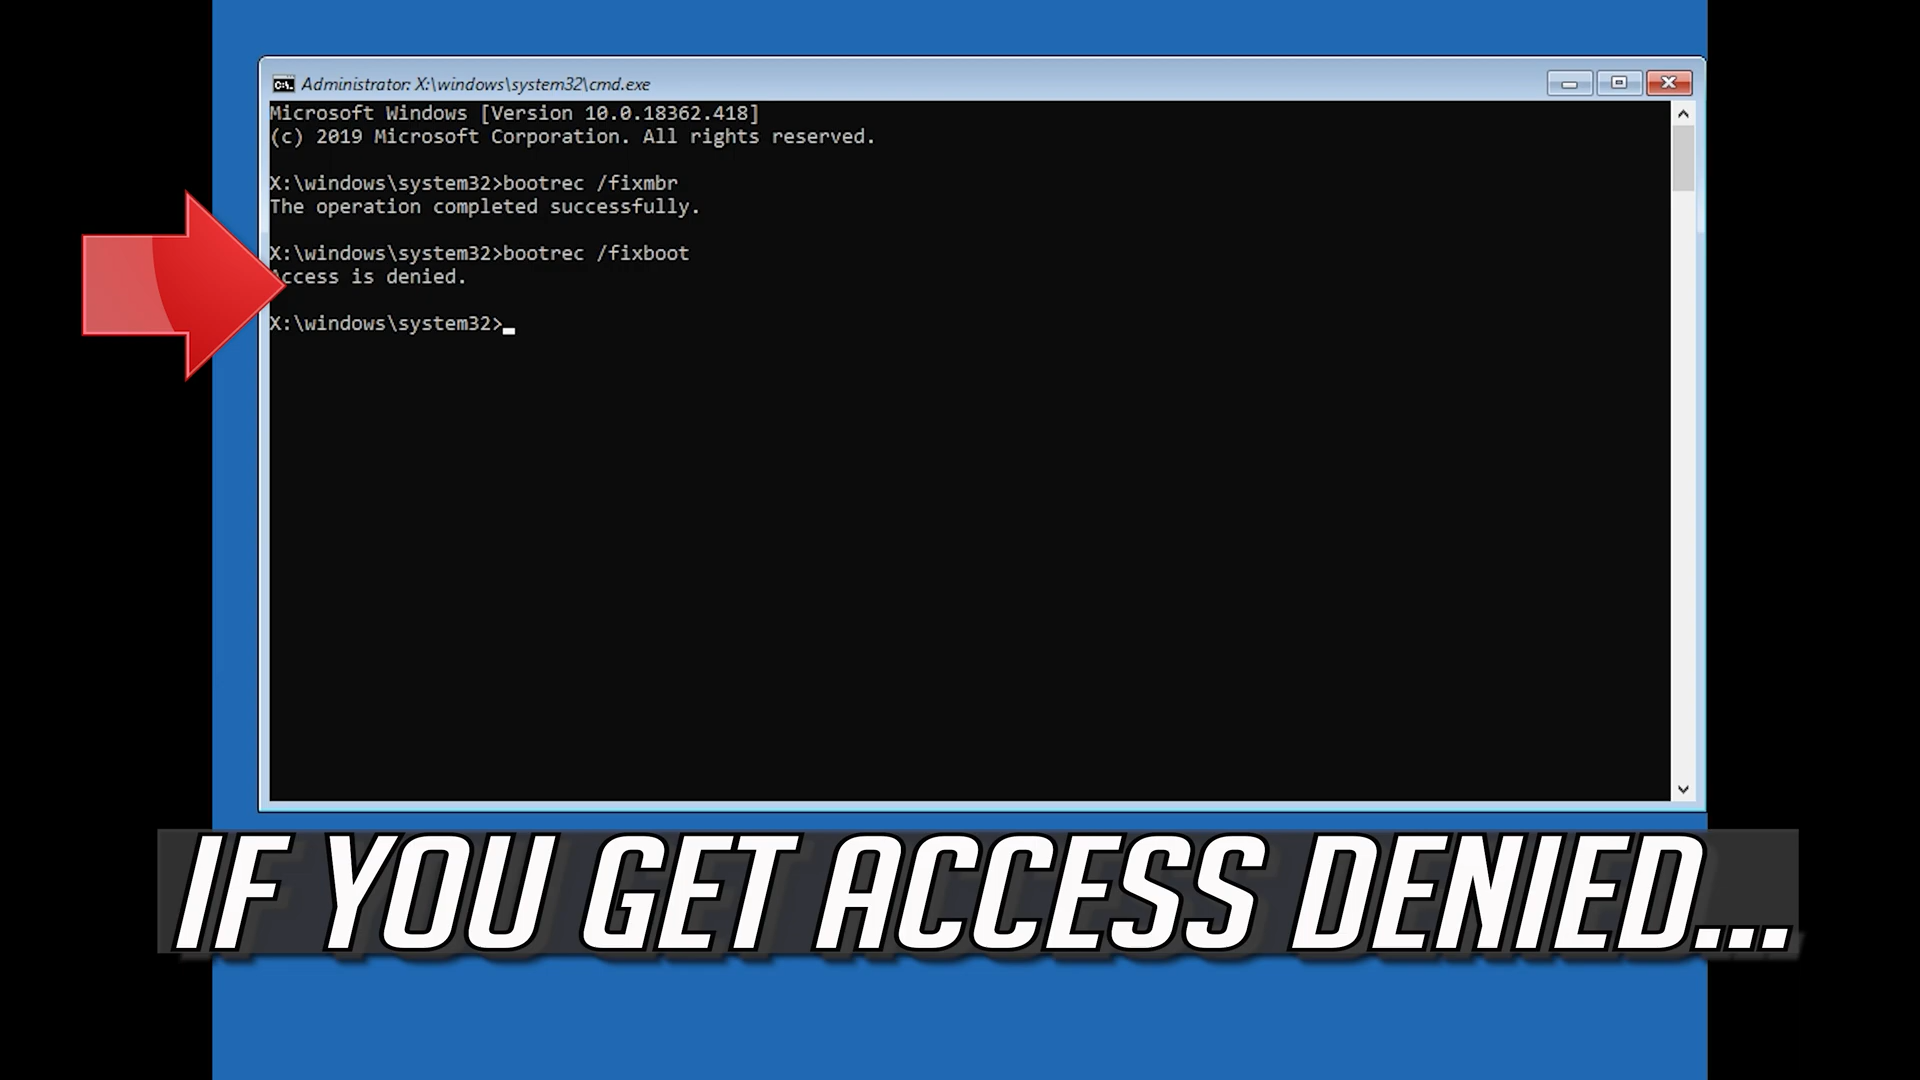 Administrator: X:\windows\system32\cmd.exe
Microsoft Windows [Version 10.0.18362.418]
(c) 2019 Microsoft Corporation. All rights reserved.
X:\windows\system32>bootrec /fixmbr
The operation completed successfully.
X:\windows\system32>bootrec /fixboot
Access is denied.
X:\windows\system32>_
IF YOU GET ACCESS DENIED...